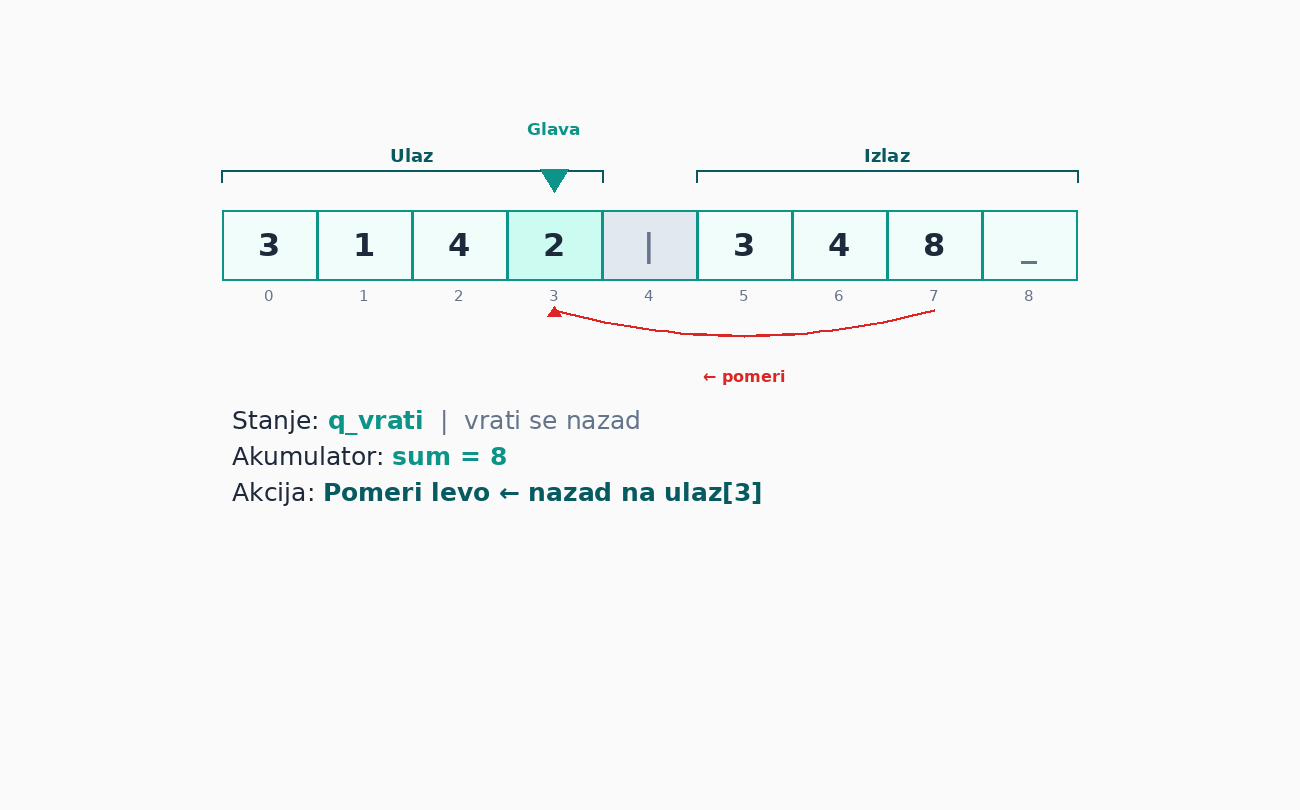 Glava
Ulaz
Izlaz
3 1 4 2 | 3 4 8 _
0 1 2 3 4 5 6 7 8
← pomeri
Stanje: q_vrati | vrati se nazad
Akumulator: sum = 8
Akcija: Pomeri levo ← nazad na ulaz[3]